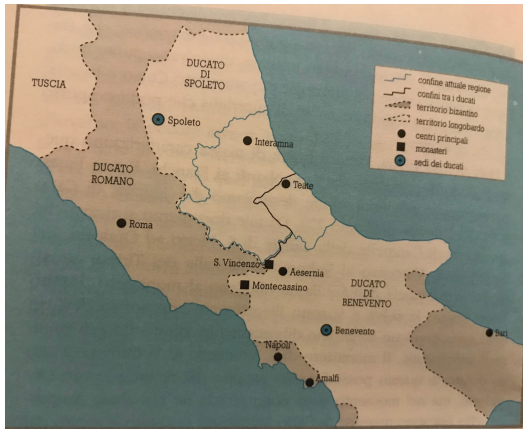 TUSCIA
DUCATO
DI
SPOLETO
Spoleto
Interamna
DUCATO
ROMANO
Teate
Roma
S. Vincenzo
Aesernia
Montecassino
DUCATO
DI
BENEVENTO
Benevento
Bari
Napoli
Amalfi
confine attuale regione
confini tra i ducati
territorio bizantino
territorio longobardo
centri principali
monasteri
sedi dei ducati